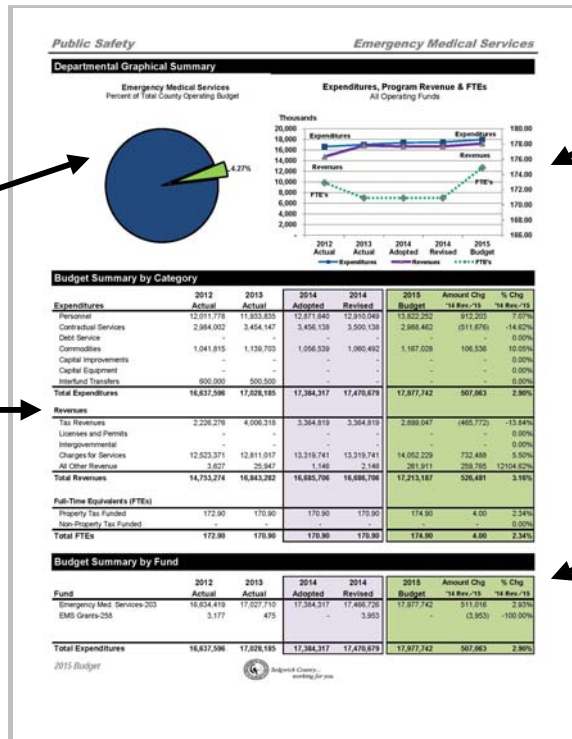 Public Safety Emergency Medical Services
Departmental Graphical Summary
Emergency Medical Services
Percent of Total County Operating Budget
4.27%
Expenditures, Program Revenue & FTEs
All Operating Funds
Thousands
20,000
18,000
16,000
14,000
12,000
10,000
8,000
6,000
4,000
2,000
-
180.00
178.00
176.00
174.00
172.00
170.00
168.00
166.00
Expenditures
Expenditures
Revenues
Revenues
FTE's
FTE's
2012 Actual
2013 Actual
2014 Adopted
2014 Revised
2015 Budget
Expenditures Revenues FTE's
Budget Summary by Category
2012 2013 2014 2014 2015 Amount Chg % Chg
Expenditures Actual Actual Adopted Revised Budget '14 Rev.-'15 '14 Rev.-'15
Personnel 12,011,778 11,933,835 12,871,640 12,910,049 13,822,252 912,203 7.07%
Contractual Services 2,984,002 3,454,147 3,456,138 3,500,138 2,988,462 (511,676) -14.62%
Debt Service - - - - - - 0.00%
Commodities 1,041,815 1,139,703 1,056,539 1,060,492 1,167,028 106,536 10.05%
Capital Improvements - - - - - - 0.00%
Capital Equipment - - - - - - 0.00%
Interfund Transfers 600,000 500,500 - - - - 0.00%
Total Expenditures 16,637,596 17,028,185 17,384,317 17,470,679 17,977,742 507,063 2.90%
Revenues
Tax Revenues 2,226,276 4,006,318 3,364,819 3,364,819 2,899,047 (465,772) -13.84%
Licenses and Permits - - - - - - 0.00%
Intergovernmental - - - - - - 0.00%
Charges for Services 12,523,371 12,811,017 13,319,741 13,319,741 14,052,229 732,488 5.50%
All Other Revenue 3,627 25,947 1,146 2,146 261,911 259,765 12104.62%
Total Revenues 14,753,274 16,843,282 16,685,706 16,686,706 17,213,187 526,481 3.16%
Full-Time Equivalents (FTEs)
Property Tax Funded 172.90 170.90 170.90 170.90 174.90 4.00 2.34%
Non-Property Tax Funded - - - - - - 0.00%
Total FTEs 172.90 170.90 170.90 170.90 174.90 4.00 2.34%
Budget Summary by Fund
2012 2013 2014 2014 2015 Amount Chg % Chg
Fund Actual Actual Adopted Revised Budget '14 Rev.-'15 '14 Rev.-'15
Emergency Med. Services-203 16,634,419 17,027,710 17,384,317 17,466,726 17,977,742 511,016 2.93%
EMS Grants-258 3,177 475 - 3,953 - (3,953) -100.00%
Total Expenditures 16,637,596 17,028,185 17,384,317 17,470,679 17,977,742 507,063 2.90%
2015 Budget
Sedgwick County...
working for you